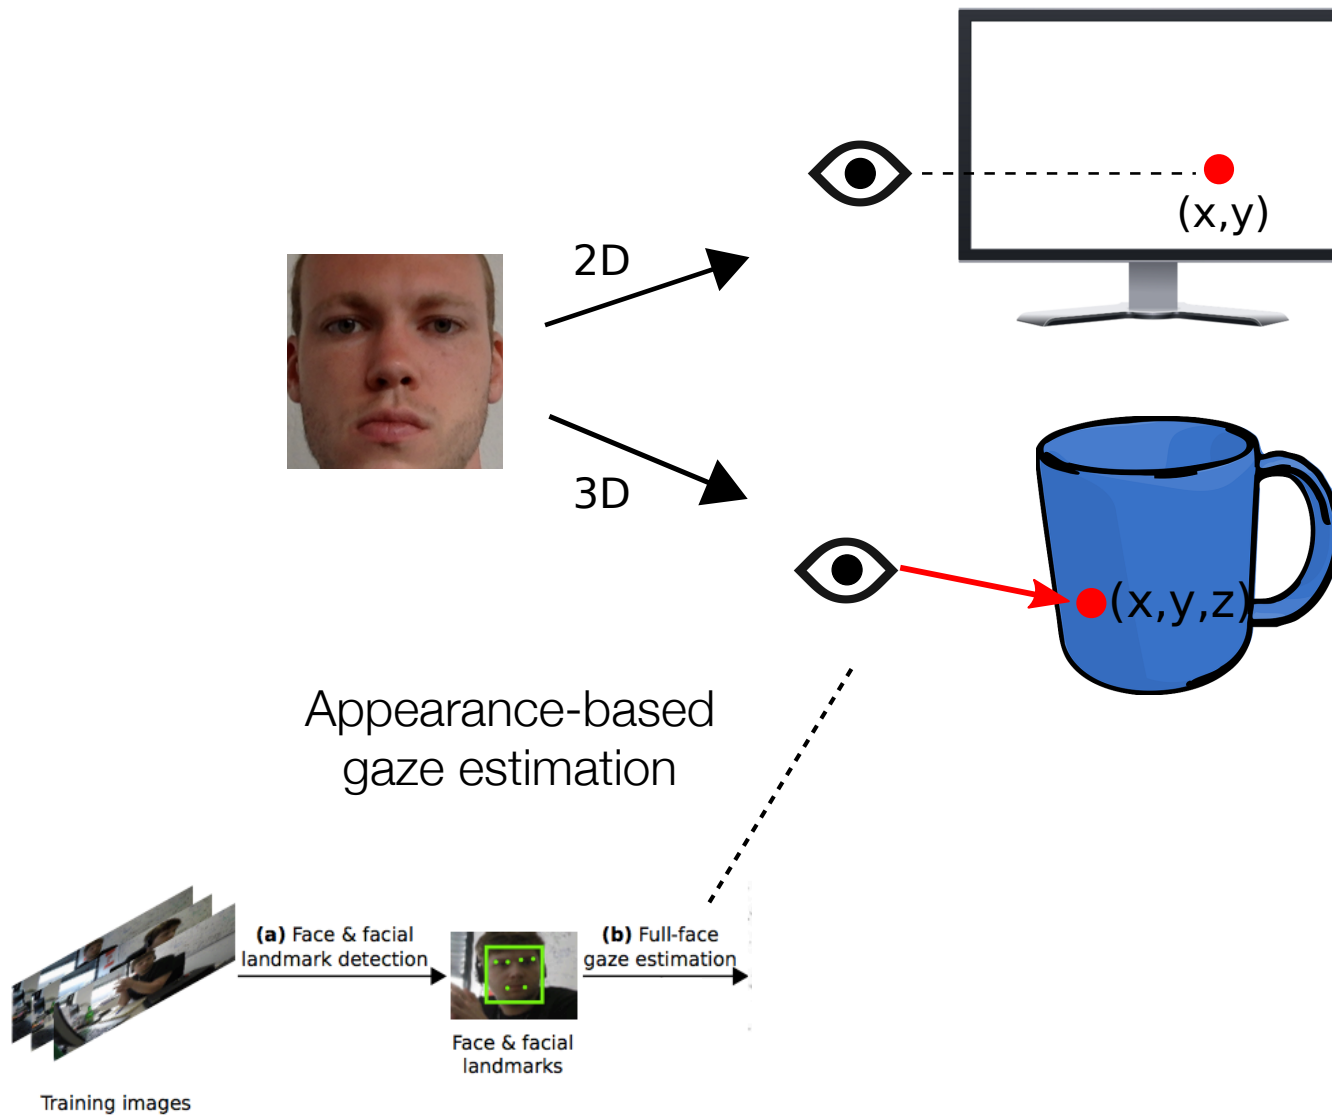 2D
(x,y)
3D
(x,y,z)
Appearance-based
gaze estimation
(a) Face & facial
landmark detection
(b) Full-face
gaze estimation
Face & facial
landmarks
Training images